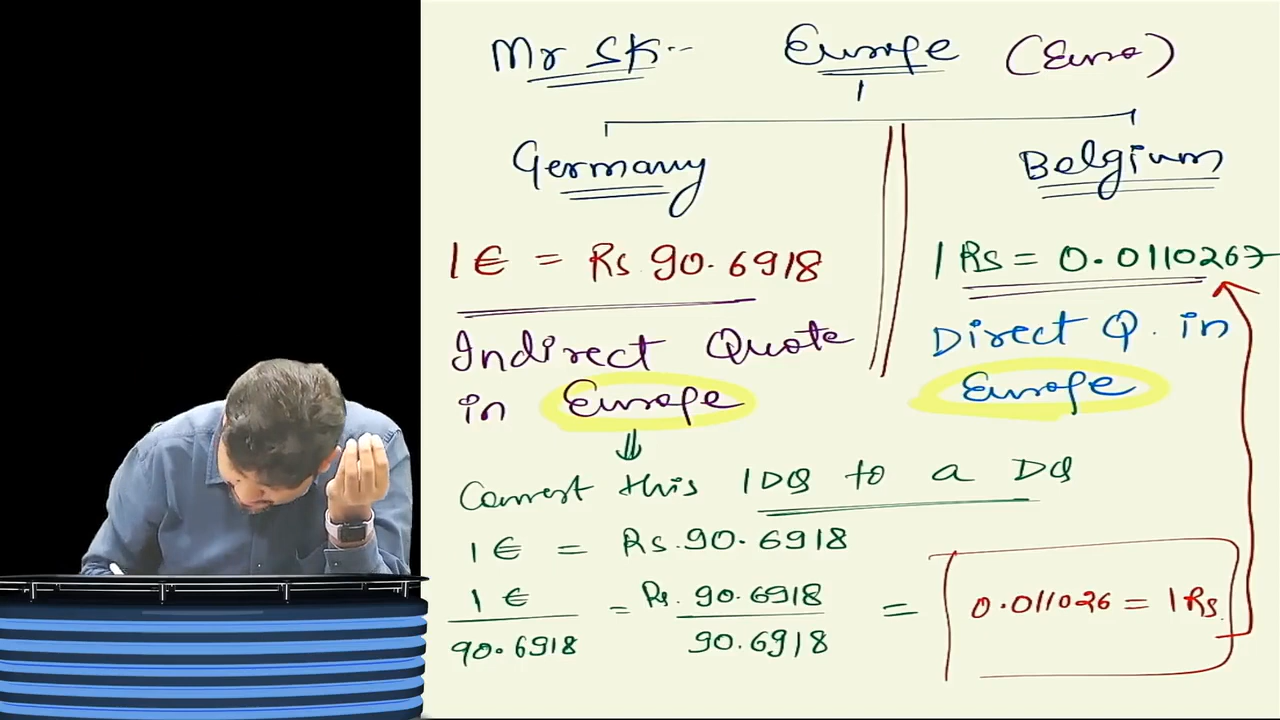 Mr SK-- Europe (Euro)
Germany
1 € = Rs 90.6918
Indirect Quote
in Europe
Belgium
1 Rs = 0.0110267
Direct Q. in
Europe
Convert this IDQ to a DQ
1 € = Rs. 90.6918
1 € / 90.6918 = Rs. 90.6918 / 90.6918 = 0.011026 = 1 Rs.